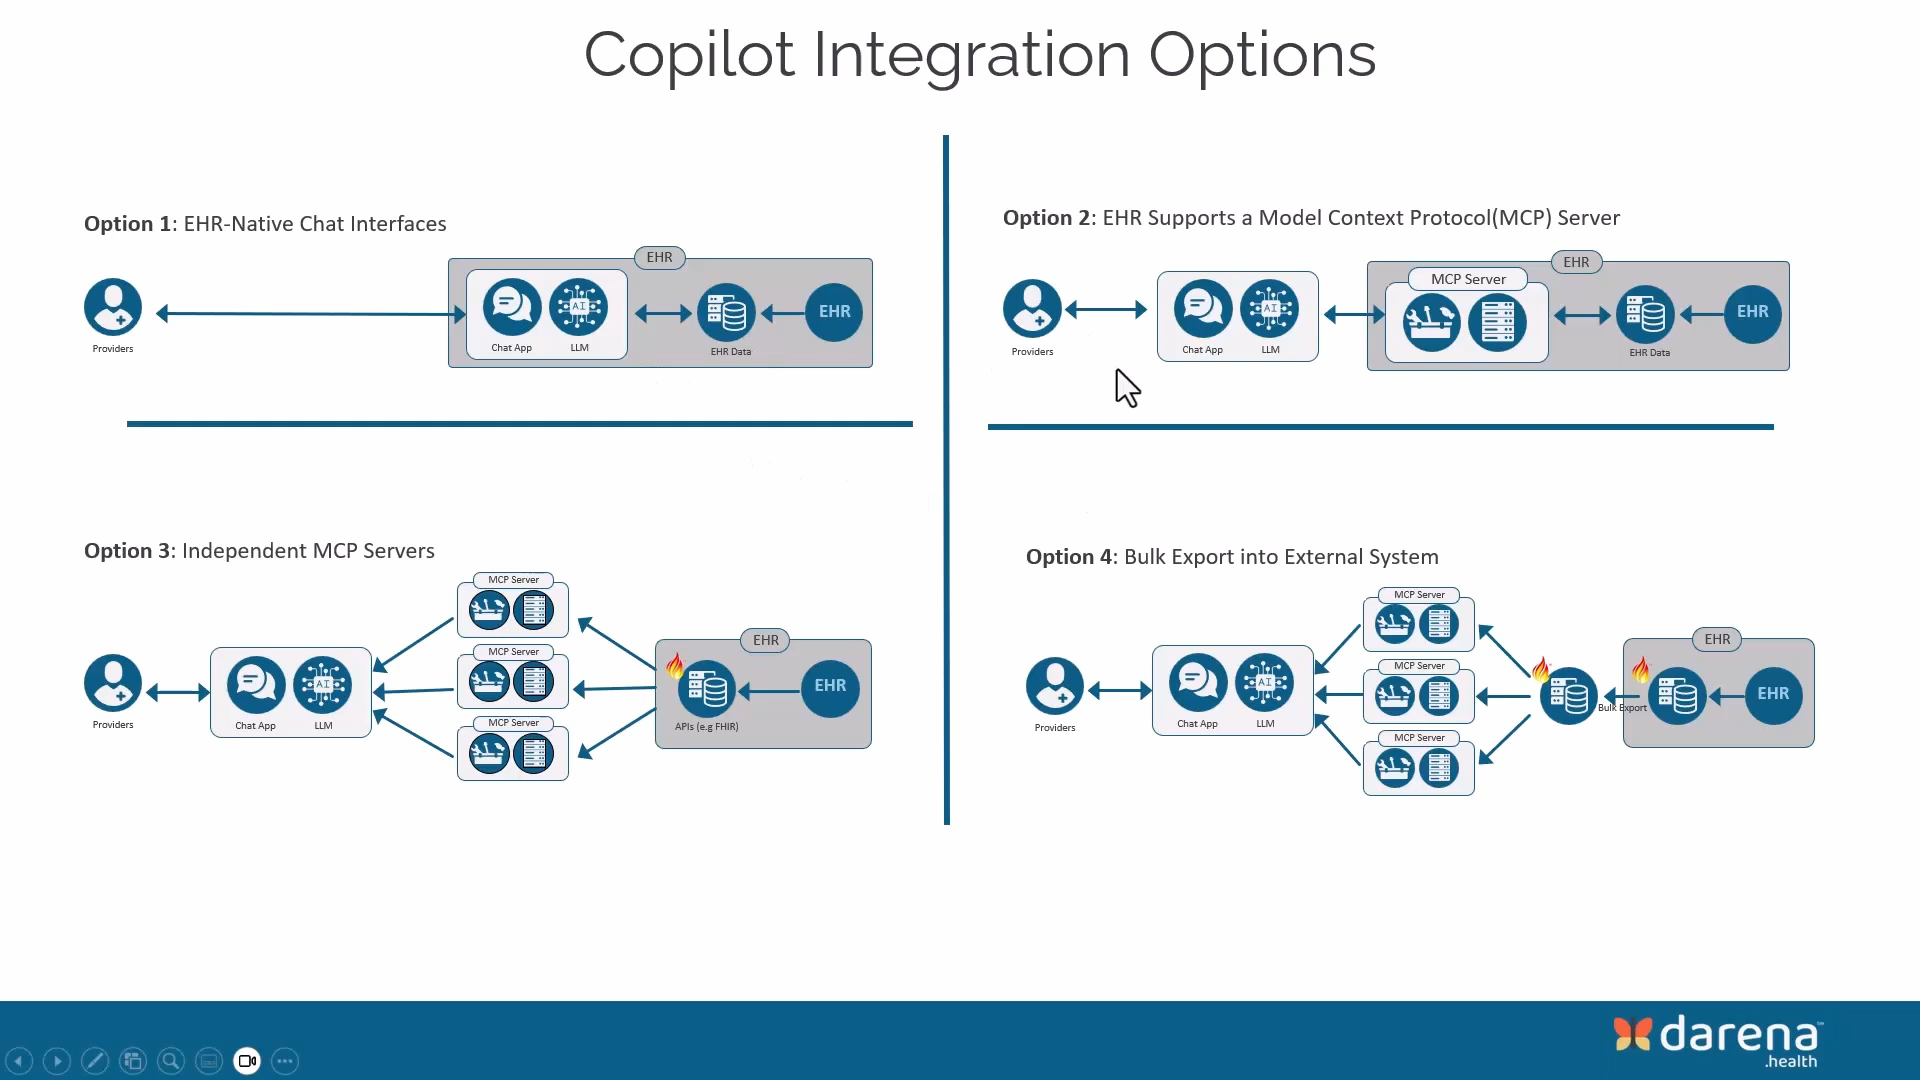 Copilot Integration Options
Option 1: EHR-Native Chat Interfaces
EHR
Chat App
LLM
EHR Data
EHR
Providers
Option 2: EHR Supports a Model Context Protocol(MCP) Server
EHR
MCP Server
EHR
Chat App
LLM
EHR Data
Providers
Option 3: Independent MCP Servers
MCP Server
MCP Server
MCP Server
EHR
EHR
AI
Chat App
LLM
APIs (e.g FHIR)
Providers
Option 4: Bulk Export into External System
MCP Server
MCP Server
MCP Server
EHR
EHR
AI
Bulk Export
Chat App
LLM
Providers
darena
.health